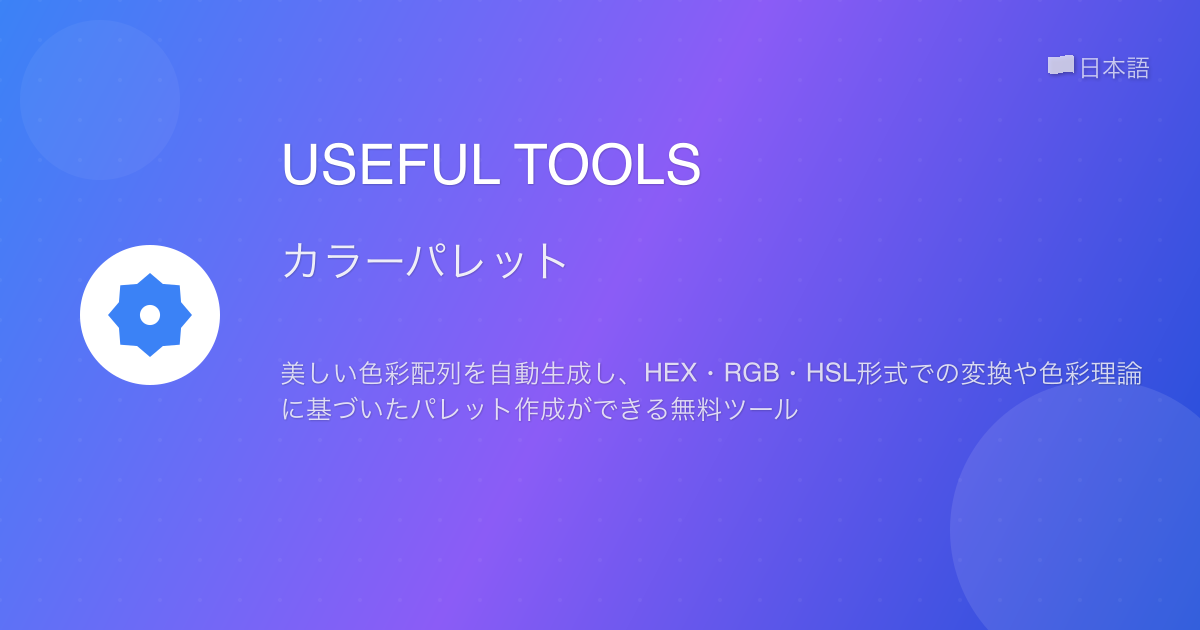 日本語
USEFUL TOOLS
カラーパレット
美しい色彩配列を自動生成し、HEX・RGB・HSL形式での変換や色彩理論
に基づいたパレット作成ができる無料ツール